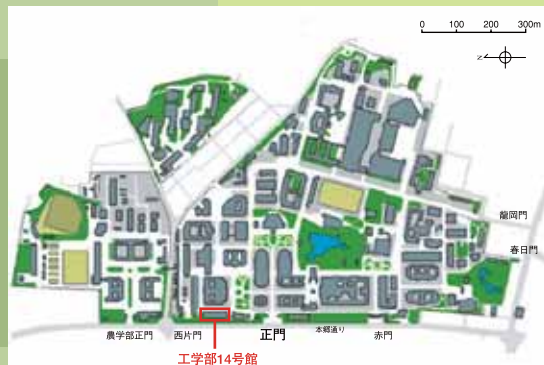 0 100 200 300m
N
龍岡門
春日門
農学部正門
西片門
正門
本郷通り
赤門
工学部14号館